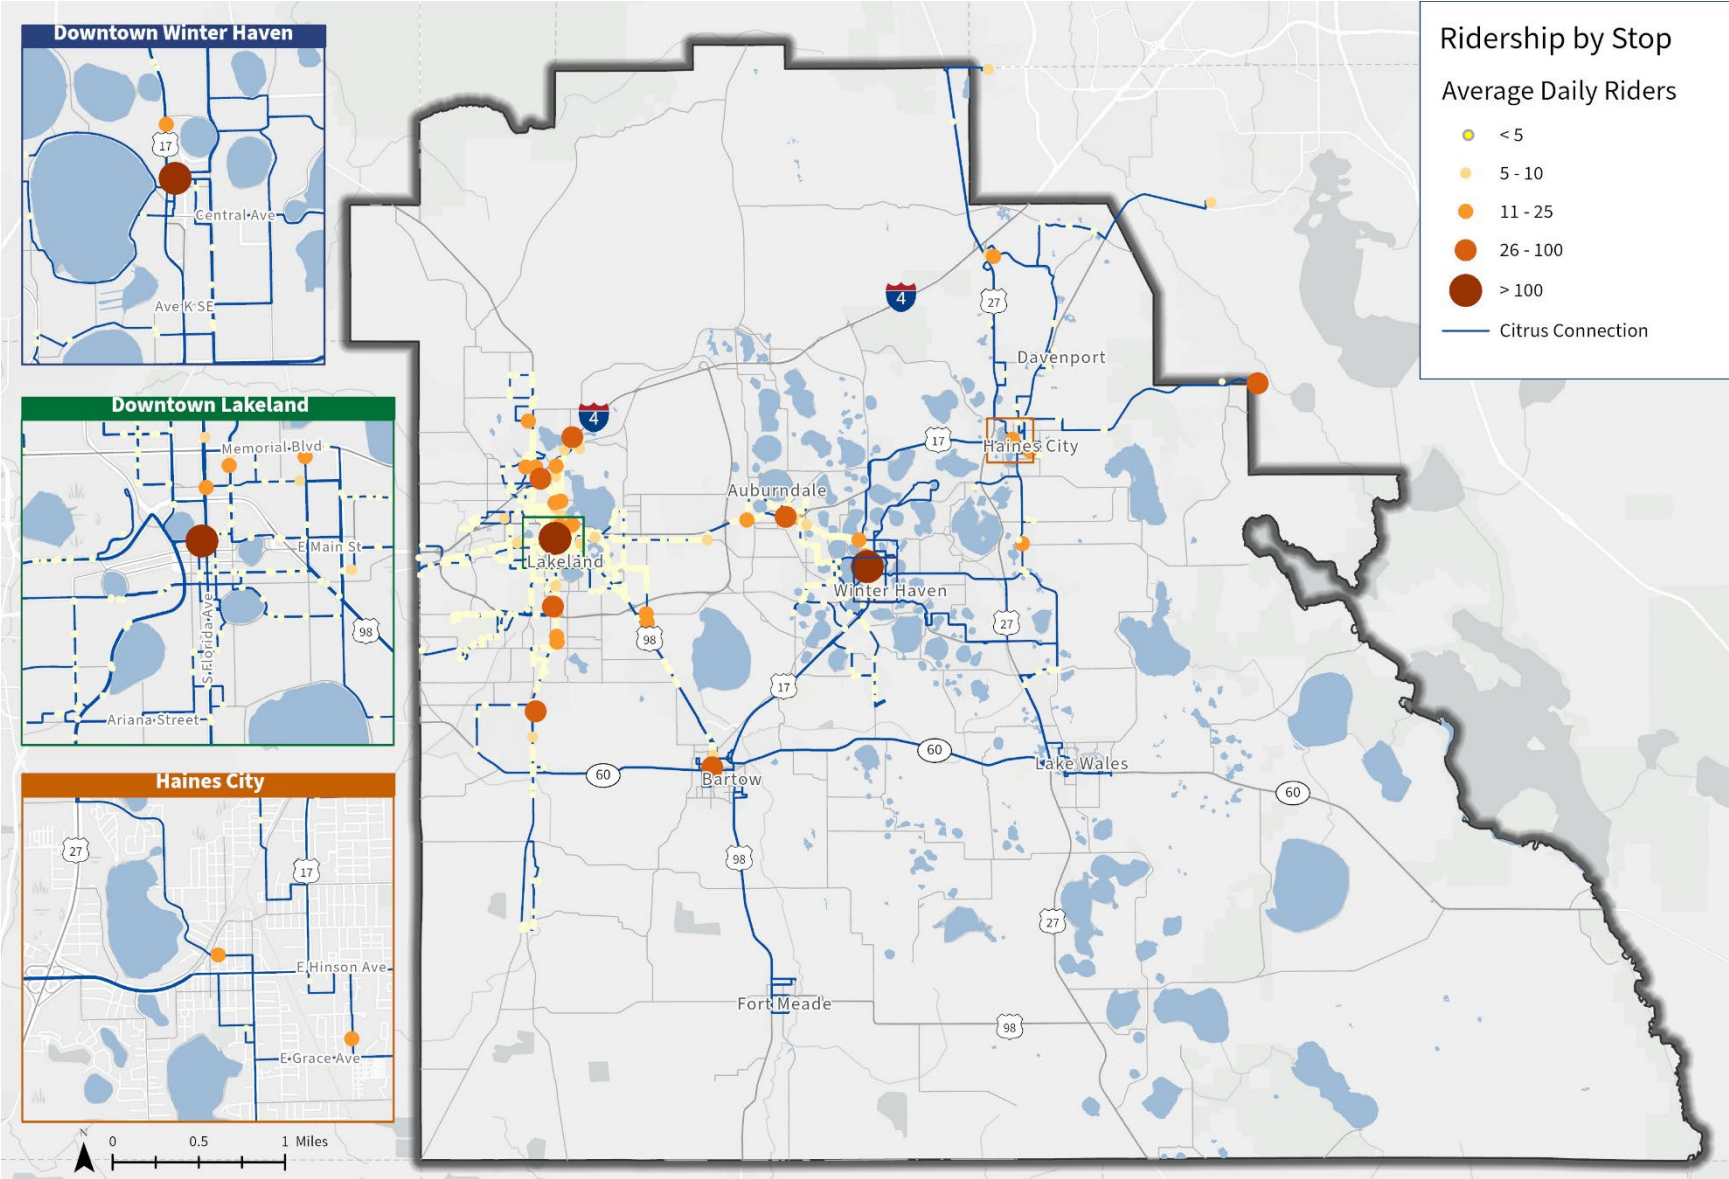 Downtown Winter Haven
17
Central Ave
Ave K SE
Downtown Lakeland
Memorial Blvd
E Main St
S Florida Ave
98
Ariana Street
Haines City
27
17
E Hinson Ave
E Grace Ave
N
0 0.5 1 Miles
Ridership by Stop
Average Daily Riders
< 5
5 - 10
11 - 25
26 - 100
> 100
Citrus Connection
4
27
Davenport
4
17
Haines City
Auburndale
Lakeland
Winter Haven
27
98
17
60
Lake Wales
60
Bartow
60
98
27
Fort Meade
98